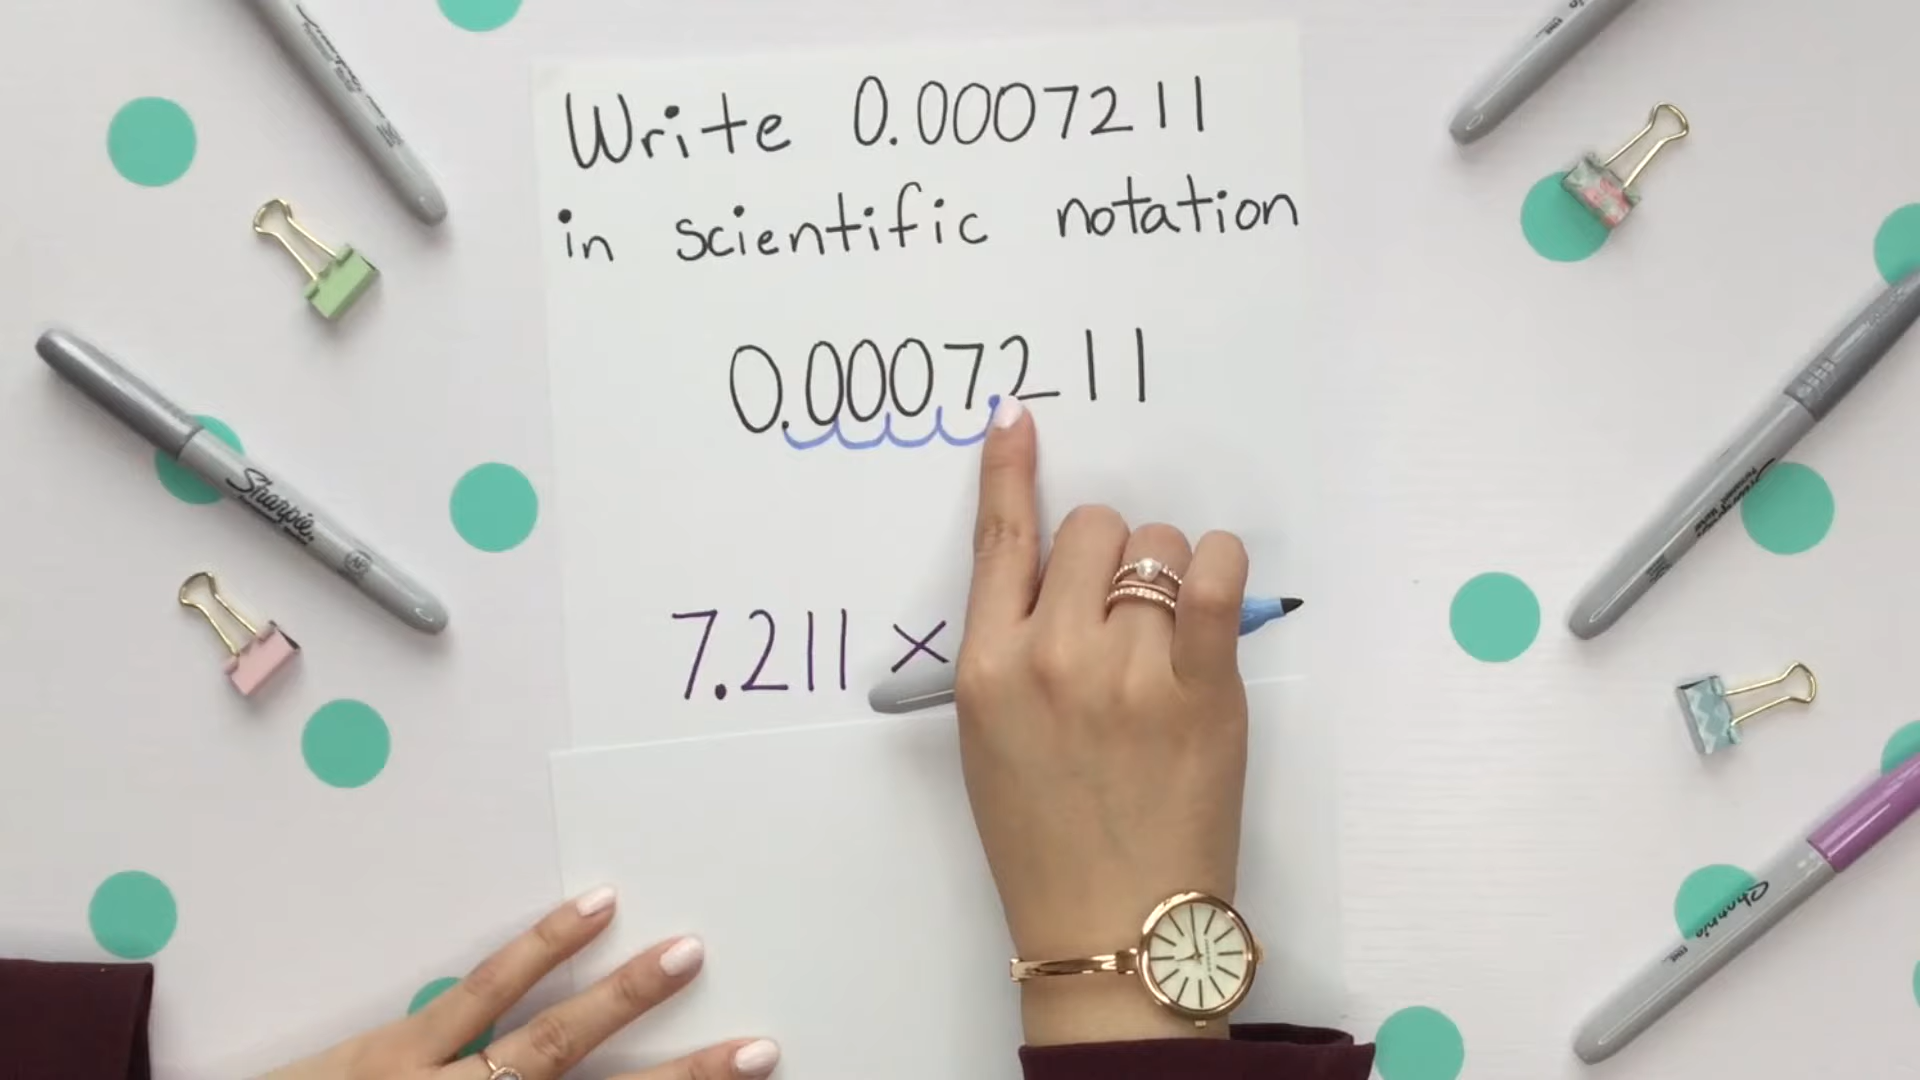 Write 0.0007211
in scientific notation
0.0007211
7.211 ×
Sharpie